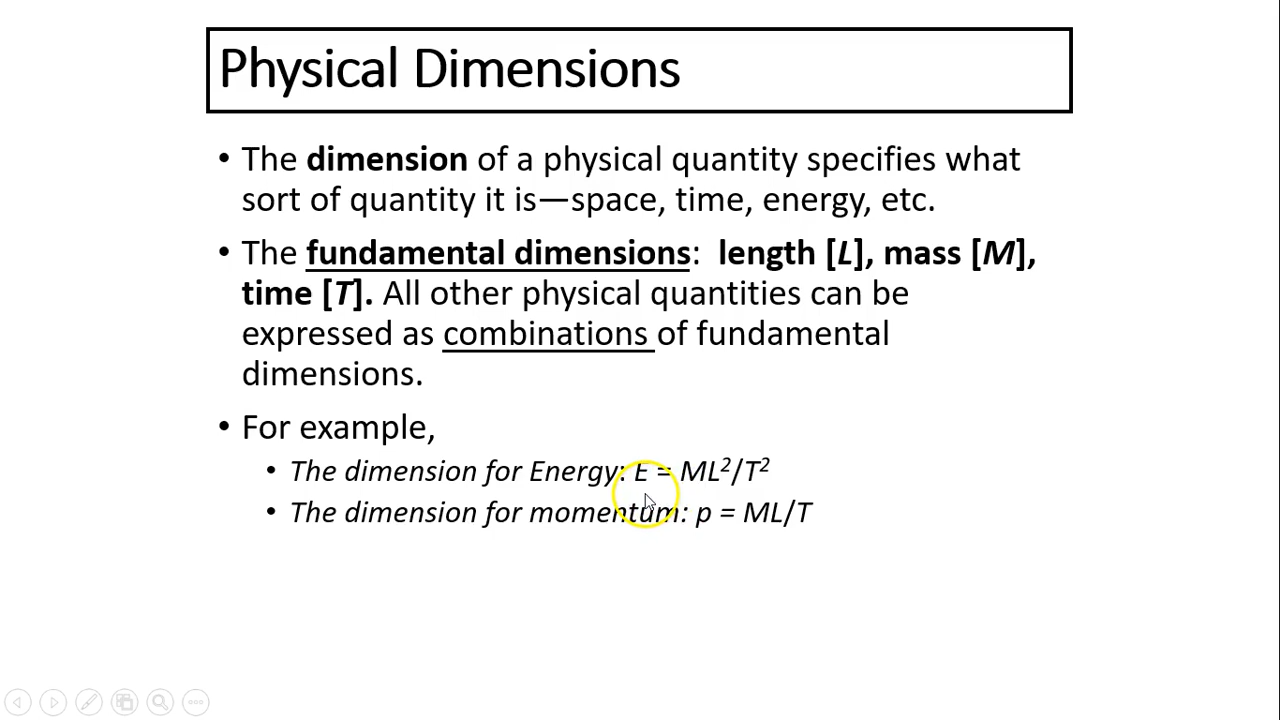 Physical Dimensions
• The dimension of a physical quantity specifies what
sort of quantity it is—space, time, energy, etc.
• The fundamental dimensions:  length [L], mass [M],
time [T]. All other physical quantities can be
expressed as combinations of fundamental
dimensions.
• For example,
• The dimension for Energy: E = ML²/T²
• The dimension for momentum: p = ML/T